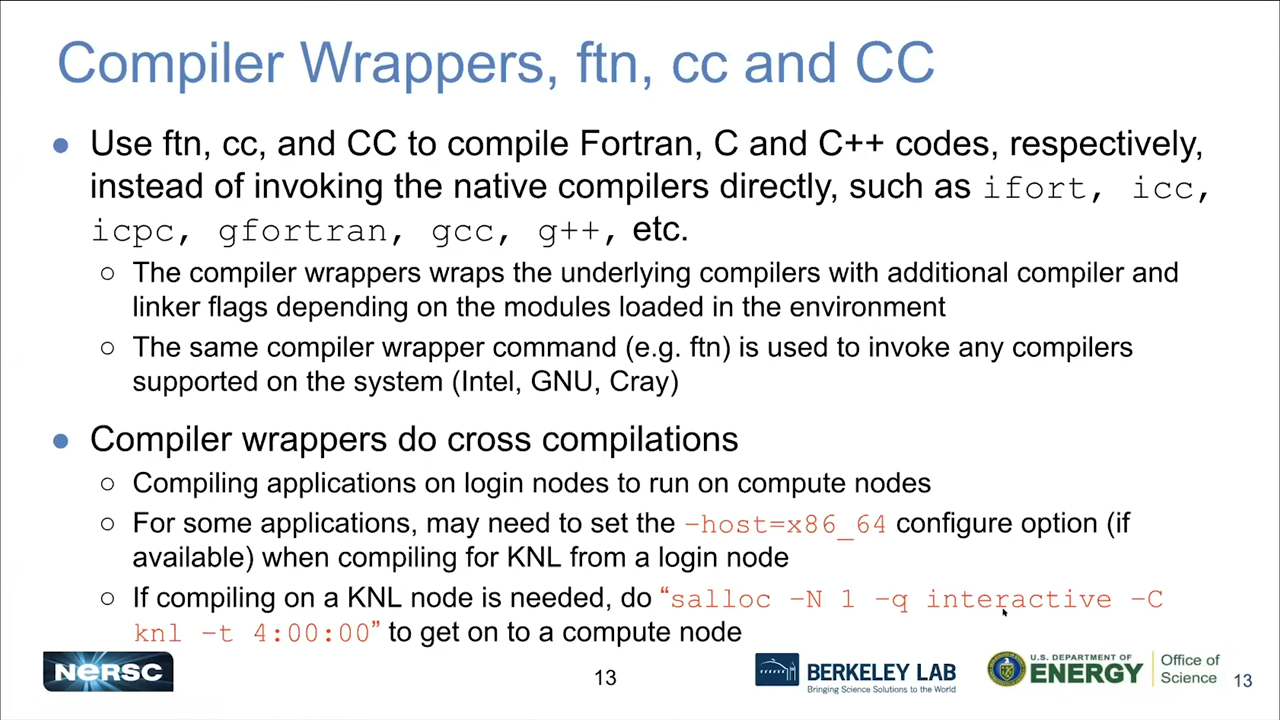 Compiler Wrappers, ftn, cc and CC
● Use ftn, cc, and CC to compile Fortran, C and C++ codes, respectively,
instead of invoking the native compilers directly, such as ifort, icc,
icpc, gfortran, gcc, g++, etc.
○ The compiler wrappers wraps the underlying compilers with additional compiler and
linker flags depending on the modules loaded in the environment
○ The same compiler wrapper command (e.g. ftn) is used to invoke any compilers
supported on the system (Intel, GNU, Cray)
● Compiler wrappers do cross compilations
○ Compiling applications on login nodes to run on compute nodes
○ For some applications, may need to set the –host=x86_64 configure option (if
available) when compiling for KNL from a login node
○ If compiling on a KNL node is needed, do “salloc –N 1 –q interactive –C
knl –t 4:00:00” to get on to a compute node
NERSC
13
BERKELEY LAB
Bringing Science Solutions to the World
U.S. DEPARTMENT OF
ENERGY
Office of
Science
13